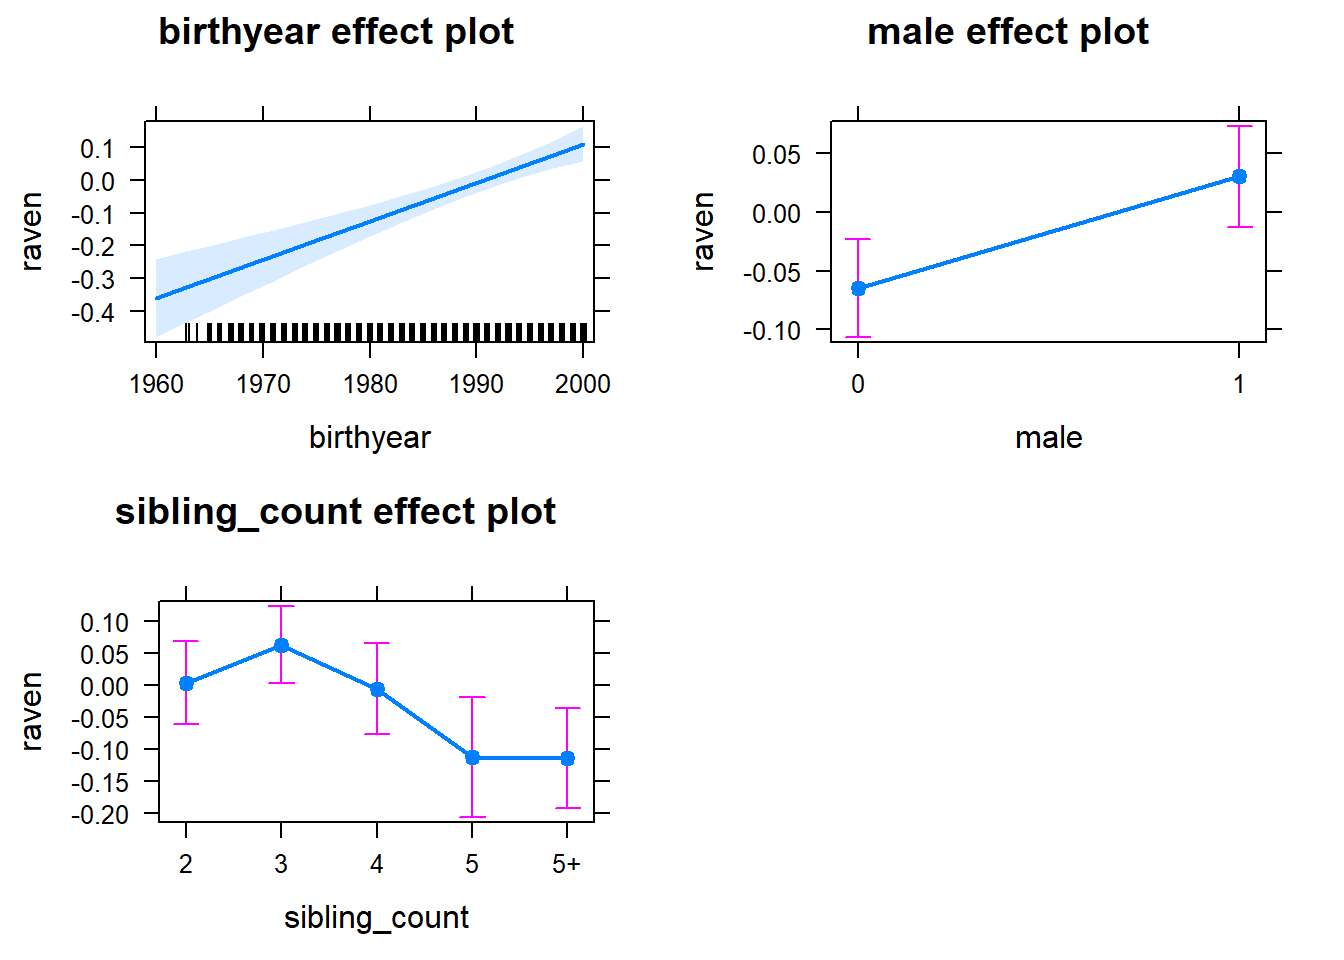 birthyear effect plot
raven
0.1
0.0
-0.1
-0.2
-0.3
-0.4
1960 1970 1980 1990 2000
birthyear
male effect plot
raven
0.05
0.00
-0.05
-0.10
0 1
male
sibling_count effect plot
raven
0.10
0.05
0.00
-0.05
-0.10
-0.15
-0.20
2 3 4 5 5+
sibling_count